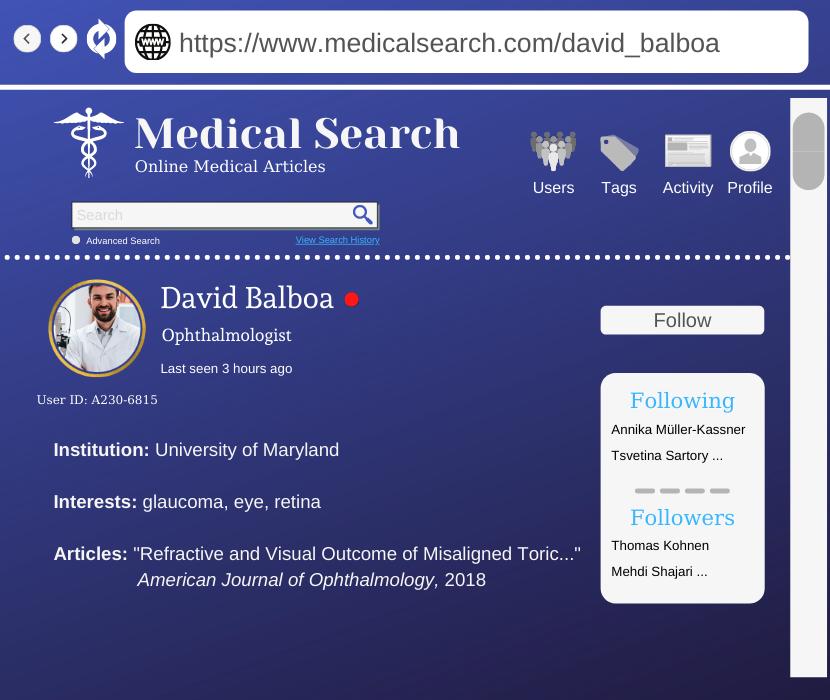 https://www.medicalsearch.com/david_balboa
Medical Search
Online Medical Articles
Users Tags Activity Profile
Search
Advanced Search View Search History
David Balboa
Ophthalmologist
Last seen 3 hours ago
User ID: A230-6815
Follow
Institution: University of Maryland
Interests: glaucoma, eye, retina
Articles: "Refractive and Visual Outcome of Misaligned Toric..."
American Journal of Ophthalmology, 2018
Following
Annika Müller-Kassner
Tsvetina Sartory ...
Followers
Thomas Kohnen
Mehdi Shajari ...